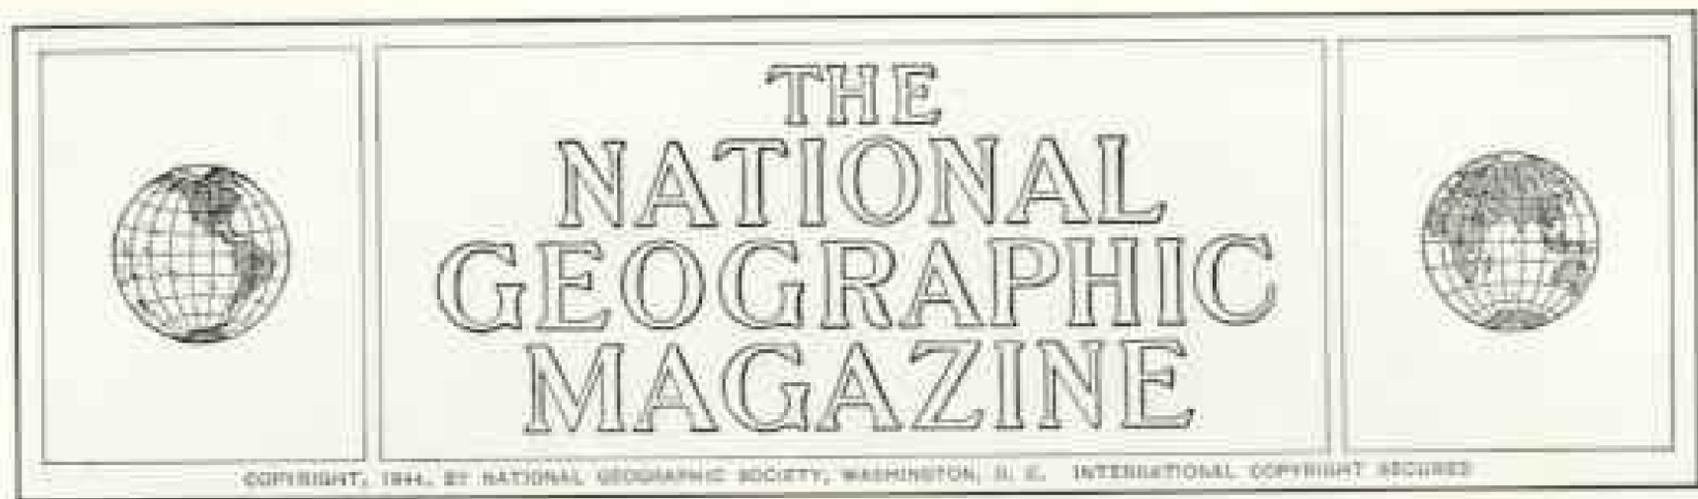 THE
NATIONAL
GEOGRAPHIC
MAGAZINE
COPYRIGHT, 1944, BY NATIONAL GEOGRAPHIC SOCIETY, WASHINGTON, D. C. INTERNATIONAL COPYRIGHT SECURED